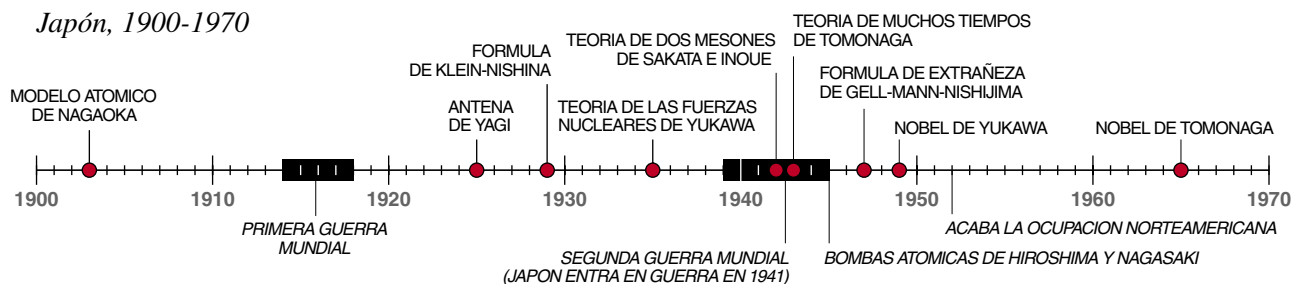 Japón, 1900-1970
MODELO ATOMICO
DE NAGAOKA
ANTENA
DE YAGI
FORMULA
DE KLEIN-NISHINA
TEORIA DE LAS FUERZAS
NUCLEARES DE YUKAWA
TEORIA DE DOS MESONES
DE SAKATA E INOUE
TEORIA DE MUCHOS TIEMPOS
DE TOMONAGA
FORMULA DE EXTRAÑEZA
DE GELL-MANN-NISHIJIMA
NOBEL DE YUKAWA
NOBEL DE TOMONAGA
1900
1910
1920
1930
1940
1950
1960
1970
PRIMERA GUERRA
MUNDIAL
SEGUNDA GUERRA MUNDIAL
(JAPON ENTRA EN GUERRA EN 1941)
BOMBAS ATOMICAS DE HIROSHIMA Y NAGASAKI
ACABA LA OCUPACION NORTEAMERICANA